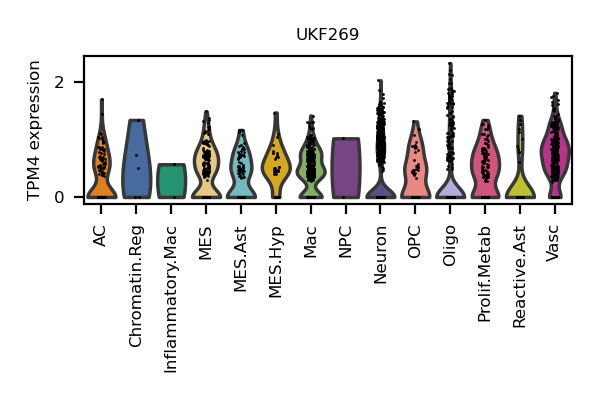 UKF269
TPM4 expression
2
0
AC
Chromatin.Reg
Inflammatory.Mac
MES
MES.Ast
MES.Hyp
Mac
NPC
Neuron
OPC
Oligo
Prolif.Metab
Reactive.Ast
Vasc